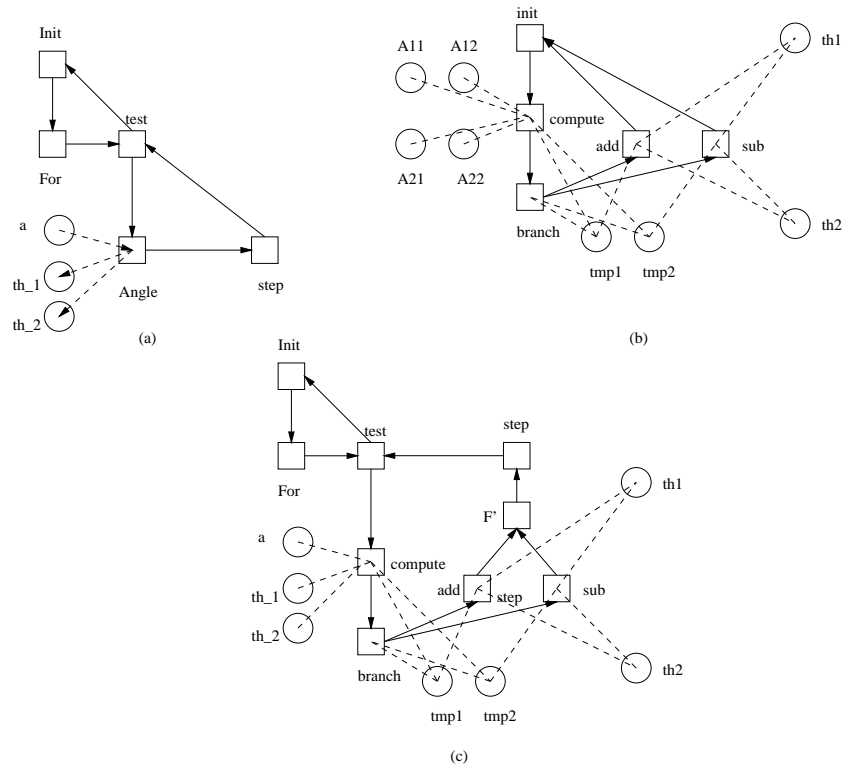 Init
test
For
a
th_1
th_2
Angle
step
(a)
init
A11
A12
th1
compute
add
sub
A21
A22
branch
th2
tmp1
tmp2
(b)
Init
test
step
For
th1
F'
a
compute
th_1
add
step
sub
th_2
branch
th2
tmp1
tmp2
(c)